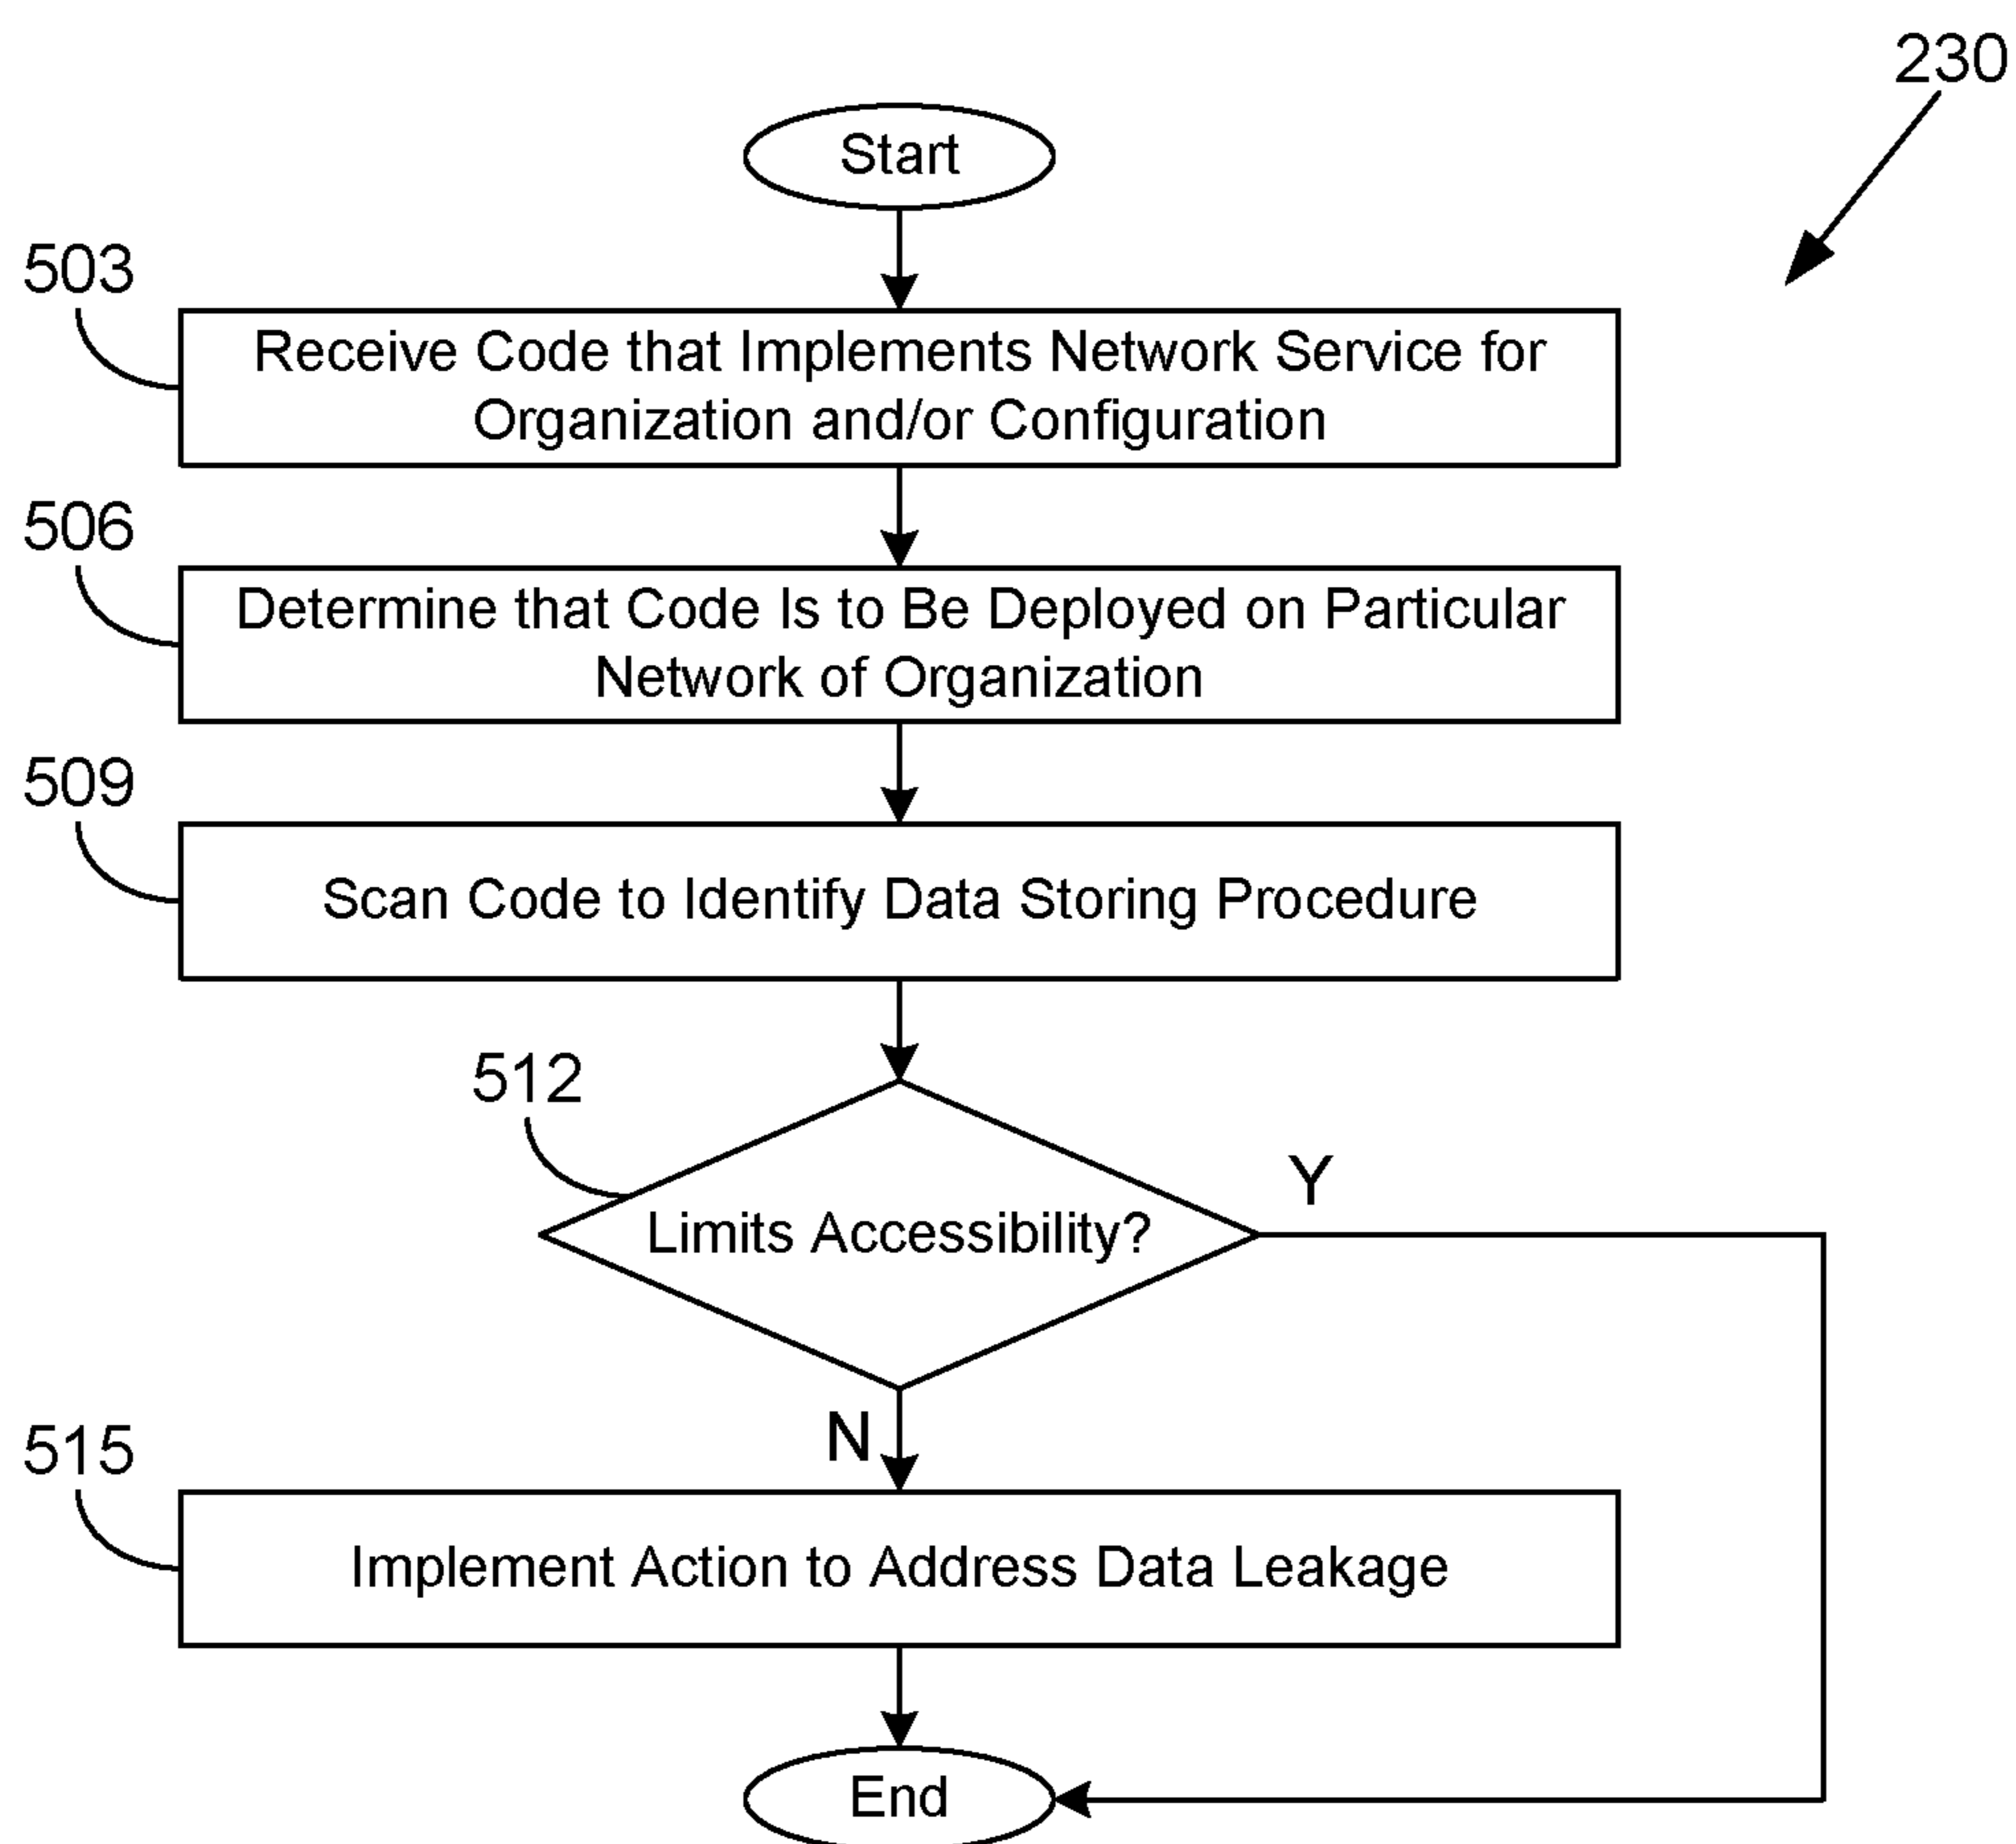 230
Start
503
Receive Code that Implements Network Service for
Organization and/or Configuration
506
Determine that Code Is to Be Deployed on Particular
Network of Organization
509
Scan Code to Identify Data Storing Procedure
512
Limits Accessibility?
Y
N
515
Implement Action to Address Data Leakage
End